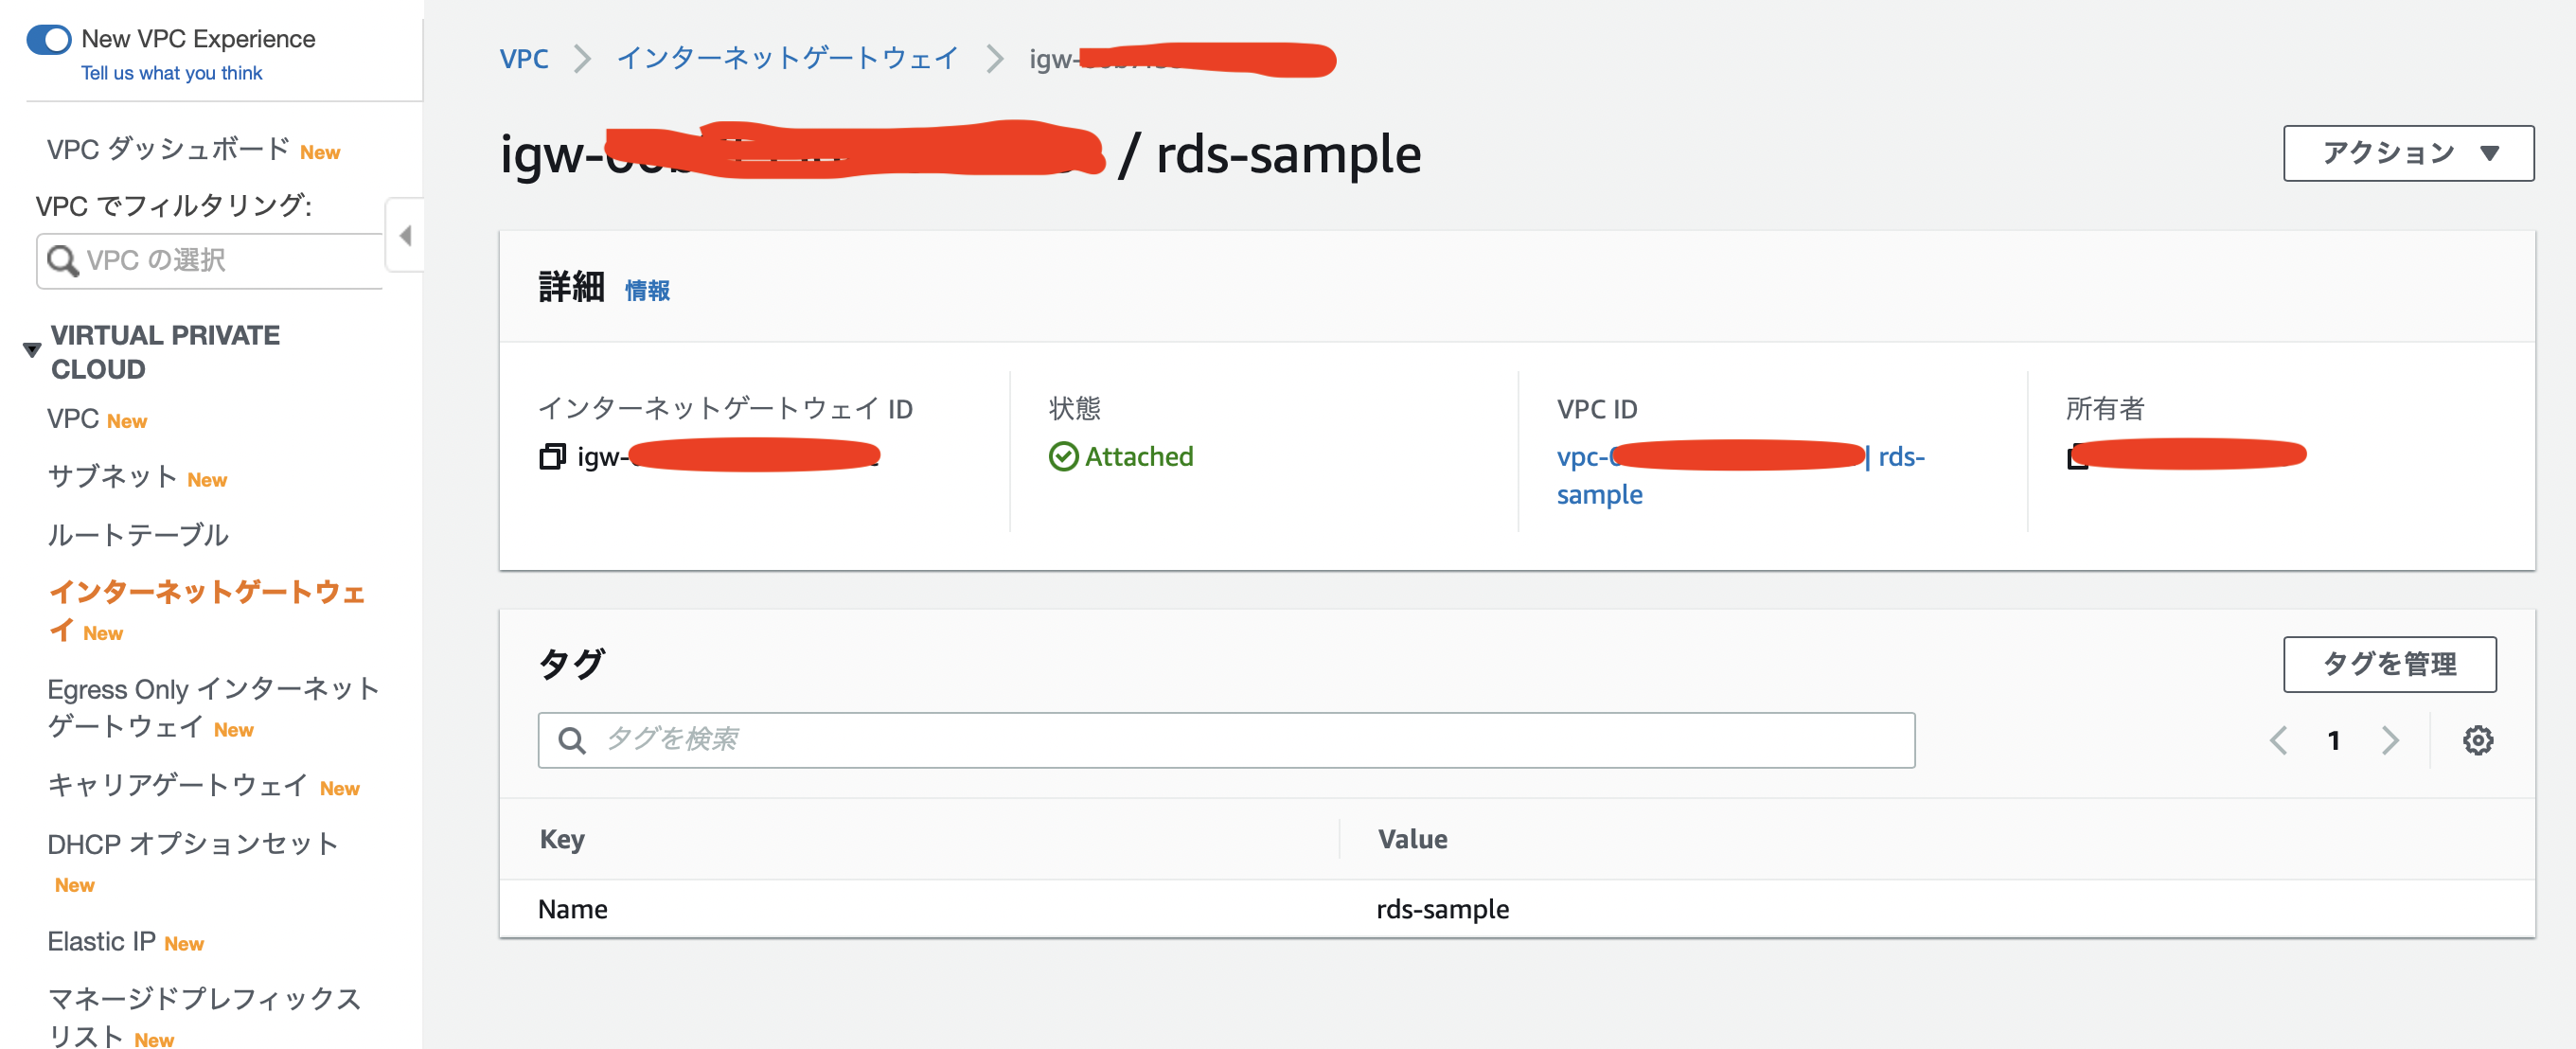 New VPC Experience
Tell us what you think
VPC ダッシュボード New
VPC でフィルタリング:
VPC の選択
VIRTUAL PRIVATE
CLOUD
VPC New
サブネット New
ルートテーブル
インターネットゲートウェ
イ New
Egress Only インターネット
ゲートウェイ New
キャリアゲートウェイ New
DHCP オプションセット
New
Elastic IP New
マネージドプレフィックス
リスト New
VPC インターネットゲートウェイ igw-
igw- / rds-sample
アクション
詳細 情報
インターネットゲートウェイ ID
igw-
状態
Attached
VPC ID
vpc- | rds-
sample
所有者
タグ
タグを管理
タグを検索
1
Key Value
Name rds-sample